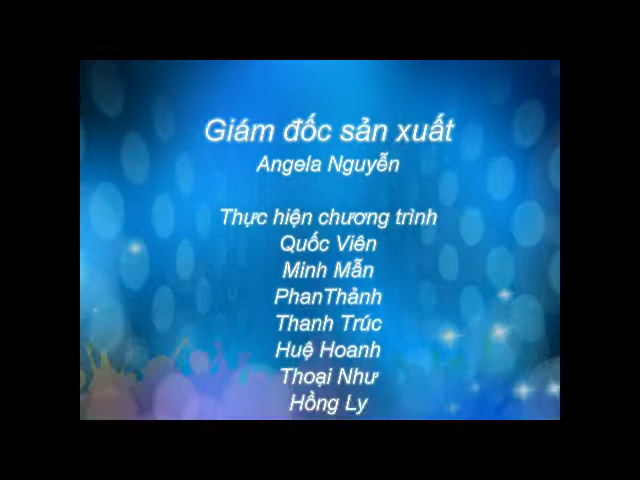 Giám đốc sản xuất
Angela Nguyễn
Thực hiện chương trình
Quốc Viên
Minh Mẫn
PhanThảnh
Thanh Trúc
Huệ Hoanh
Thoại Như
Hồng Ly